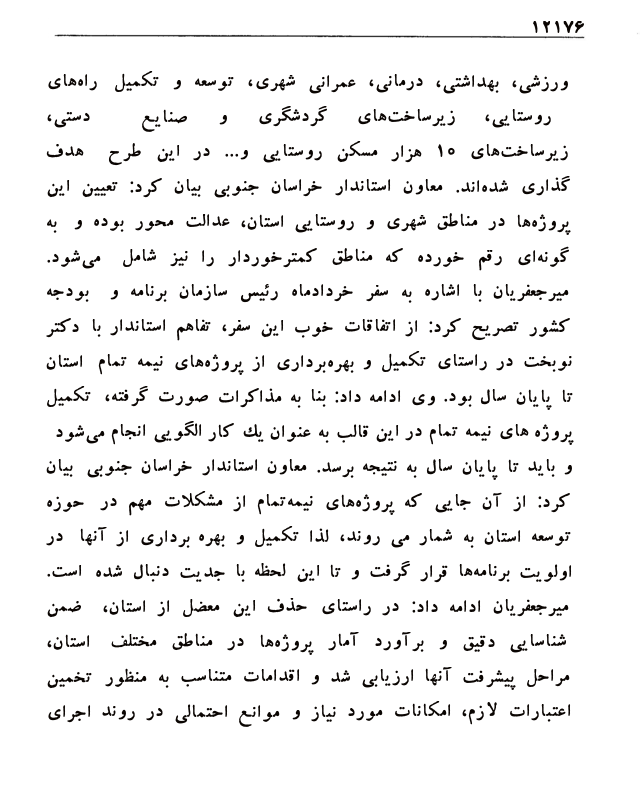 ۱۲۱۷۶
ورزشی، بهداشتی، درمانی، عمرانی شهری، توسعه و تکمیل راه‌های
روستایی، زیرساخت‌های گردشگری و صنایع دستی،
زیرساخت‌های ۱۰ هزار مسکن روستایی و... در این طرح هدف
گذاری شده‌اند. معاون استاندار خراسان جنوبی بیان کرد: تعیین این
پروژه‌ها در مناطق شهری و روستایی استان، عدالت محور بوده و به
گونه‌ای رقم خورده که مناطق کمترخوردار را نیز شامل می‌شود.
میرجعفریان با اشاره به سفر خردادماه رئیس سازمان برنامه و بودجه
کشور تصریح کرد: از اتفاقات خوب این سفر، تفاهم استاندار با دکتر
نوبخت در راستای تکمیل و بهره‌برداری از پروژه‌های نیمه تمام استان
تا پایان سال بود. وی ادامه داد: بنا به مذاکرات صورت گرفته، تکمیل
پروژه های نیمه تمام در این قالب به عنوان یك کار الگویی انجام می‌شود
و باید تا پایان سال به نتیجه برسد. معاون استاندار خراسان جنوبی بیان
کرد: از آن جایی که پروژه‌های نیمه‌تمام از مشکلات مهم در حوزه
توسعه استان به شمار می روند، لذا تکمیل و بهره برداری از آنها در
اولویت برنامه‌ها قرار گرفت و تا این لحظه با جدیت دنبال شده است.
میرجعفریان ادامه داد: در راستای حذف این معضل از استان، ضمن
شناسایی دقیق و برآورد آمار پروژه‌ها در مناطق مختلف استان،
مراحل پیشرفت آنها ارزیابی شد و اقدامات متناسب به منظور تخمین
اعتبارات لازم، امکانات مورد نیاز و موانع احتمالی در روند اجرای